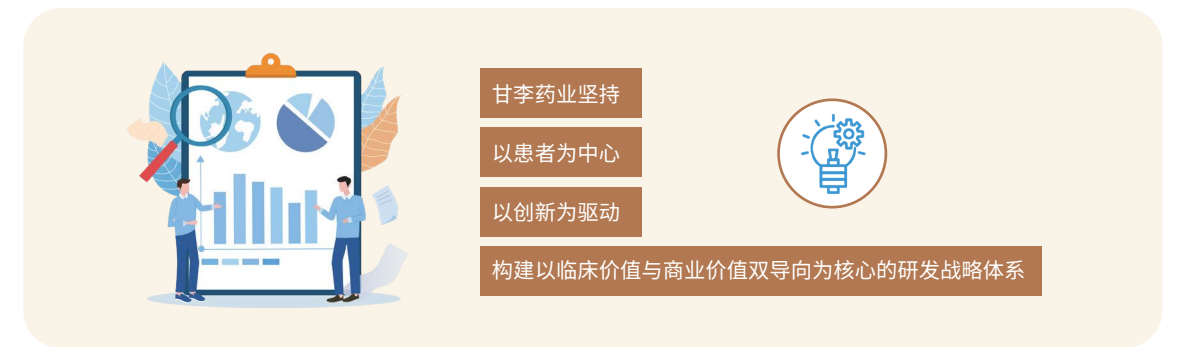 甘李药业坚持
以患者为中心
以创新为驱动
构建以临床价值与商业价值双导向为核心的研发战略体系